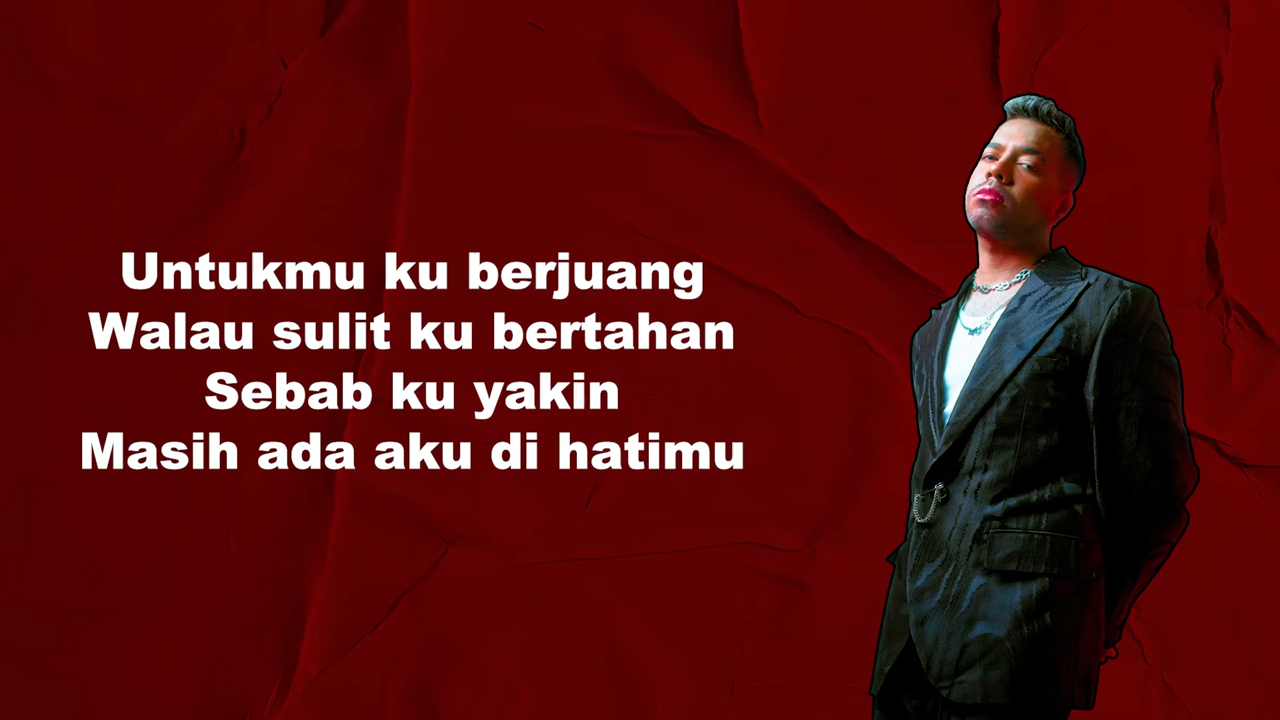 Untukmu ku berjuang
Walau sulit ku bertahan
Sebab ku yakin
Masih ada aku di hatimu